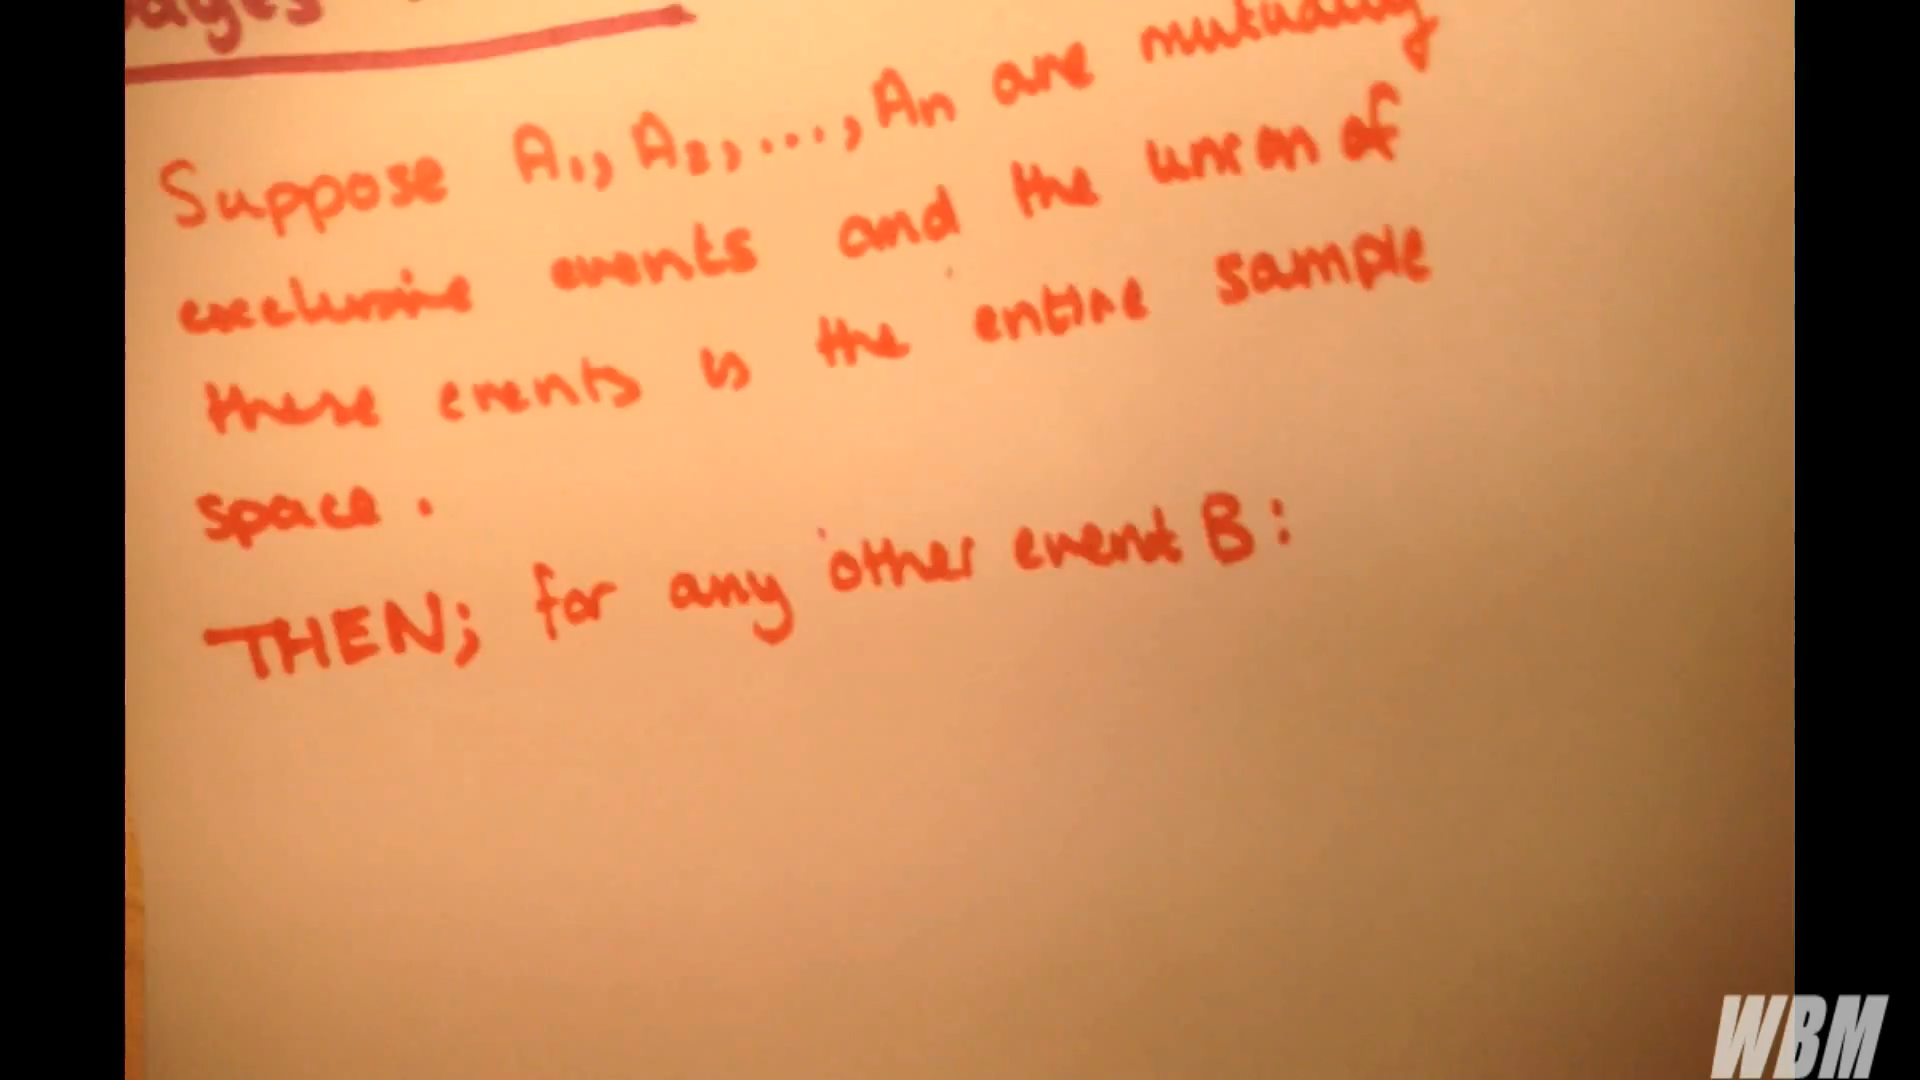 Suppose A1, A2, ..., An are mutually
exclusive events and the union of
these events is the entire sample
space.
THEN; for any other event B:
WBM